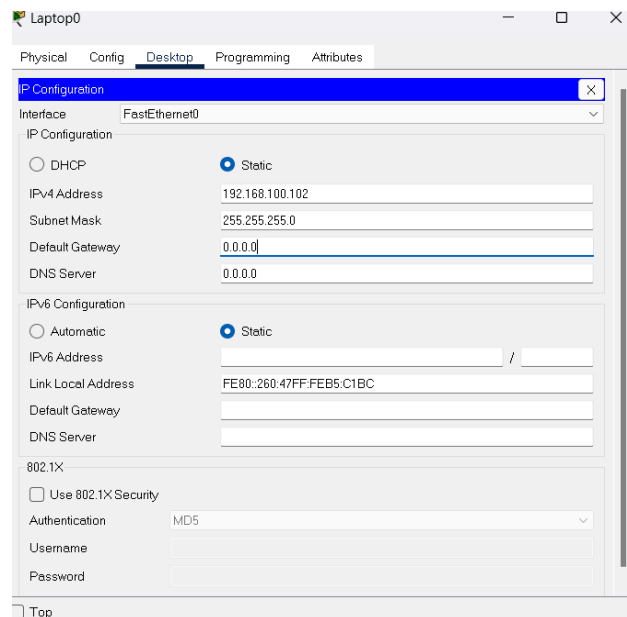 Laptop0
Physical Config Desktop Programming Attributes
IP Configuration X
Interface FastEthernet0
IP Configuration
DHCP Static
IPv4 Address 192.168.100.102
Subnet Mask 255.255.255.0
Default Gateway 0.0.0.0
DNS Server 0.0.0.0
IPv6 Configuration
Automatic Static
IPv6 Address /
Link Local Address FE80::260:47FF:FEB5:C1BC
Default Gateway
DNS Server
802.1X
Use 802.1X Security
Authentication MD5
Username
Password
Top